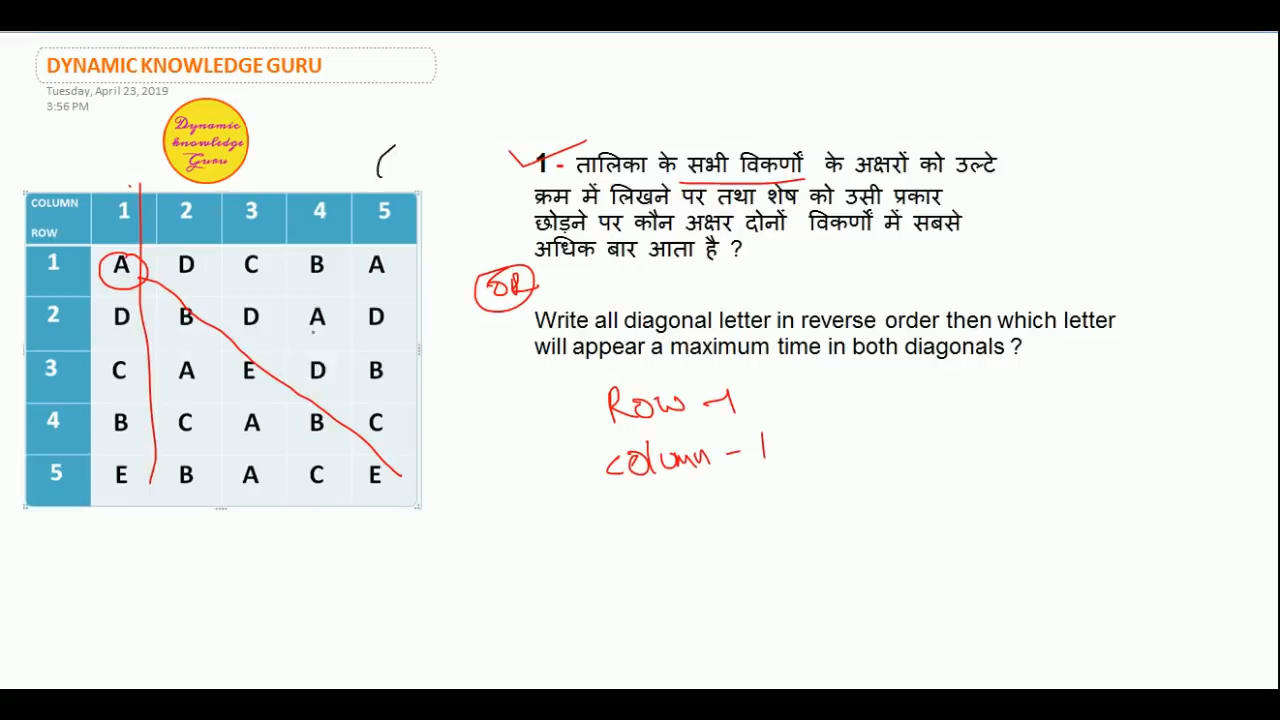 DYNAMIC KNOWLEDGE GURU
Tuesday, April 23, 2019
3:56 PM
Dynamic
knowledge
Guru
COLUMN 1 2 3 4 5
ROW
1 A D C B A
2 D B D A D
3 C A E D B
4 B C A B C
5 E B A C E
1 - तालिका के सभी विकर्णों के अक्षरों को उल्टे
क्रम में लिखने पर तथा शेष को उसी प्रकार
छोड़ने पर कौन अक्षर दोनों विकर्णों में सबसे
अधिक बार आता है ?
OR
Write all diagonal letter in reverse order then which letter
will appear a maximum time in both diagonals ?
Row - 1
column - 1